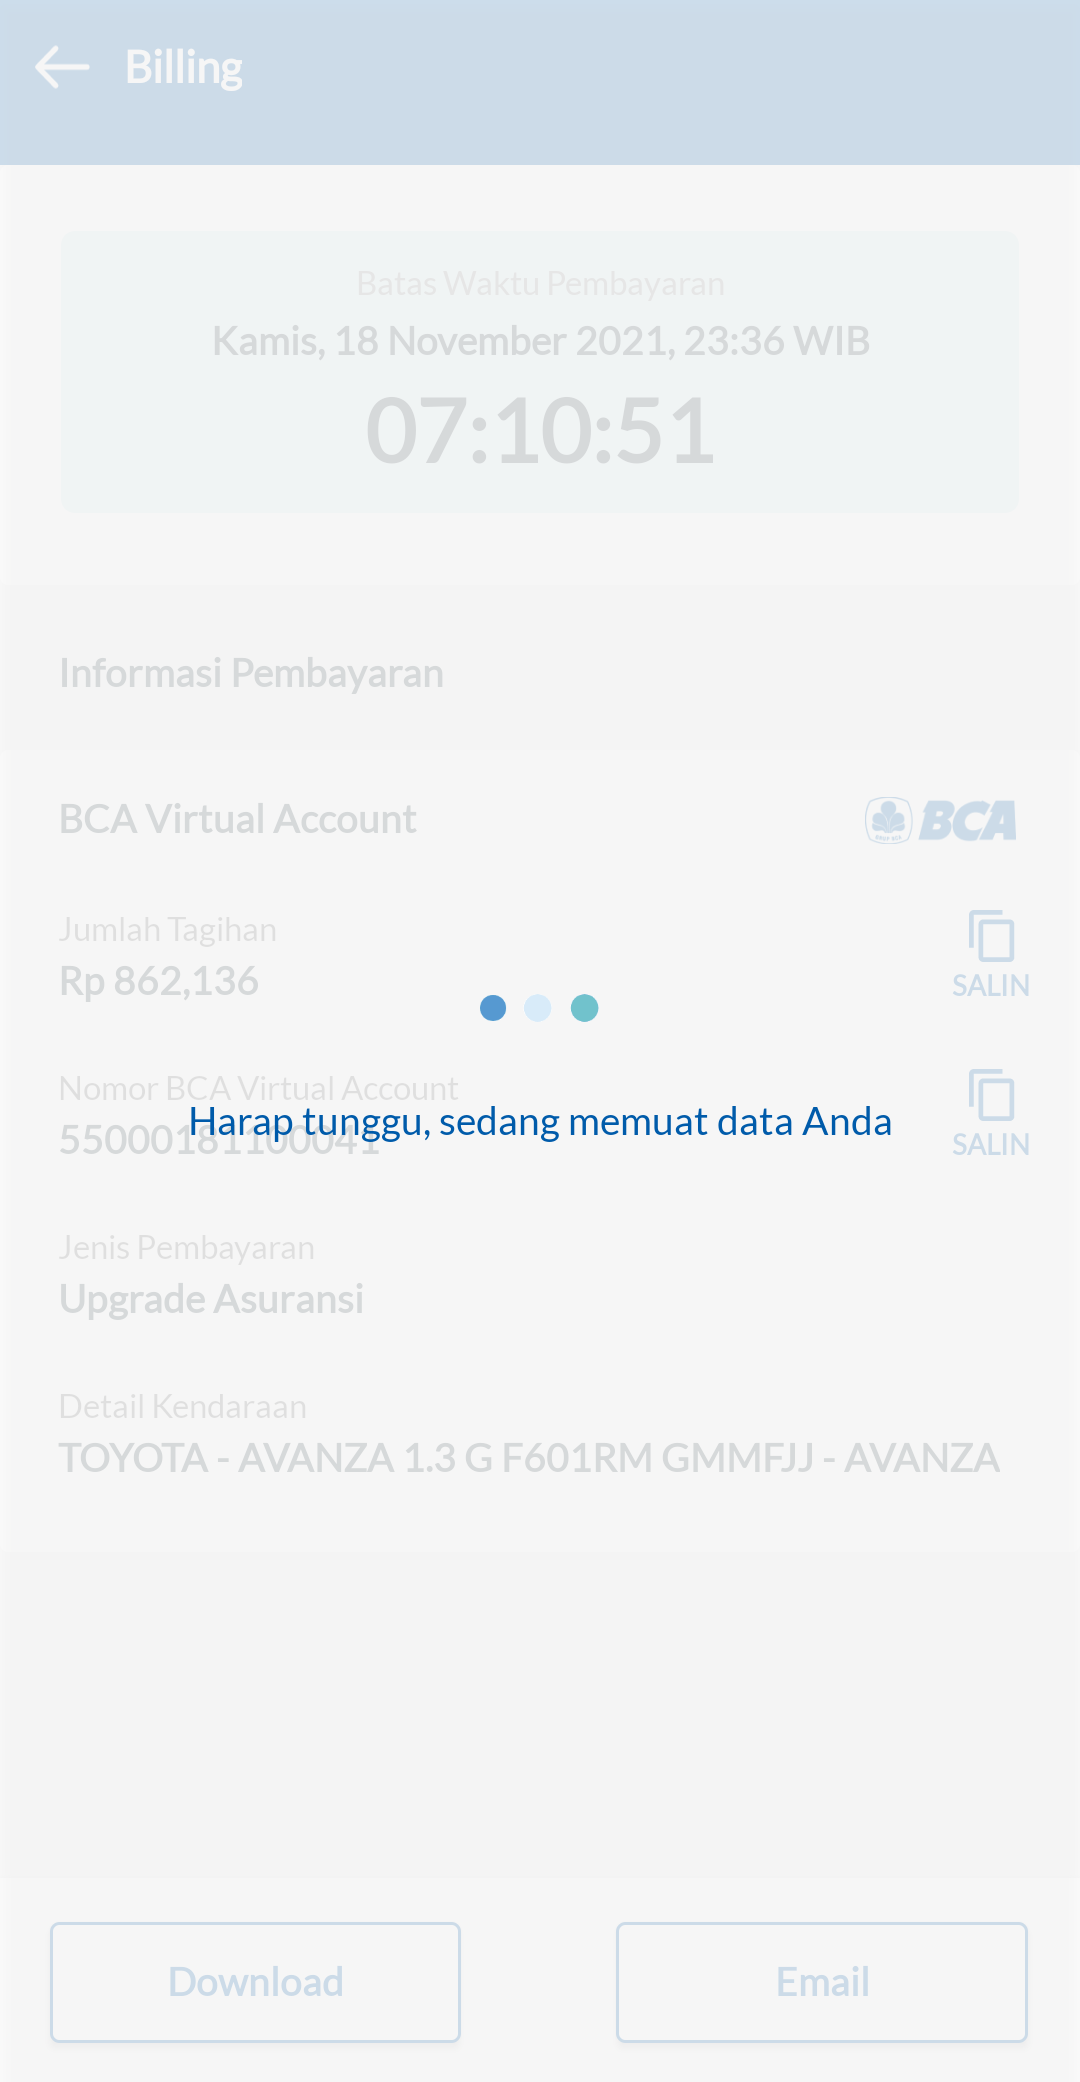 Billing
Batas Waktu Pembayaran
Kamis, 18 November 2021, 23:36 WIB
07:10:51
Informasi Pembayaran
BCA Virtual Account
BCA
Jumlah Tagihan
Rp 862,136
SALIN
Nomor BCA Virtual Account
Harap tunggu, sedang memuat data Anda
55000181100041
SALIN
Jenis Pembayaran
Upgrade Asuransi
Detail Kendaraan
TOYOTA - AVANZA 1.3 G F601RM GMMFJJ - AVANZA
Download
Email